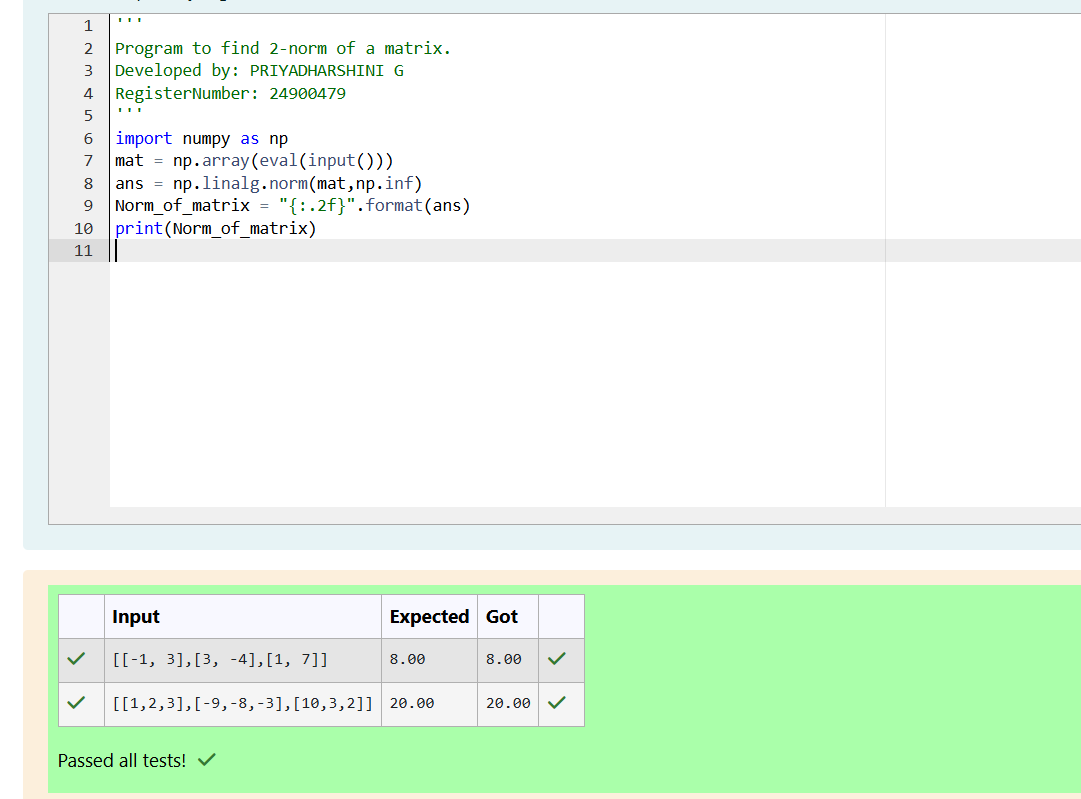 1 '''
2 Program to find 2-norm of a matrix.
3 Developed by: PRIYADHARSHINI G
4 RegisterNumber: 24900479
5 '''
6 import numpy as np
7 mat = np.array(eval(input()))
8 ans = np.linalg.norm(mat,np.inf)
9 Norm_of_matrix = "{:.2f}".format(ans)
10 print(Norm_of_matrix)
11
Input Expected Got
[[-1, 3],[3, -4],[1, 7]] 8.00 8.00
[[1,2,3],[-9,-8,-3],[10,3,2]] 20.00 20.00
Passed all tests!